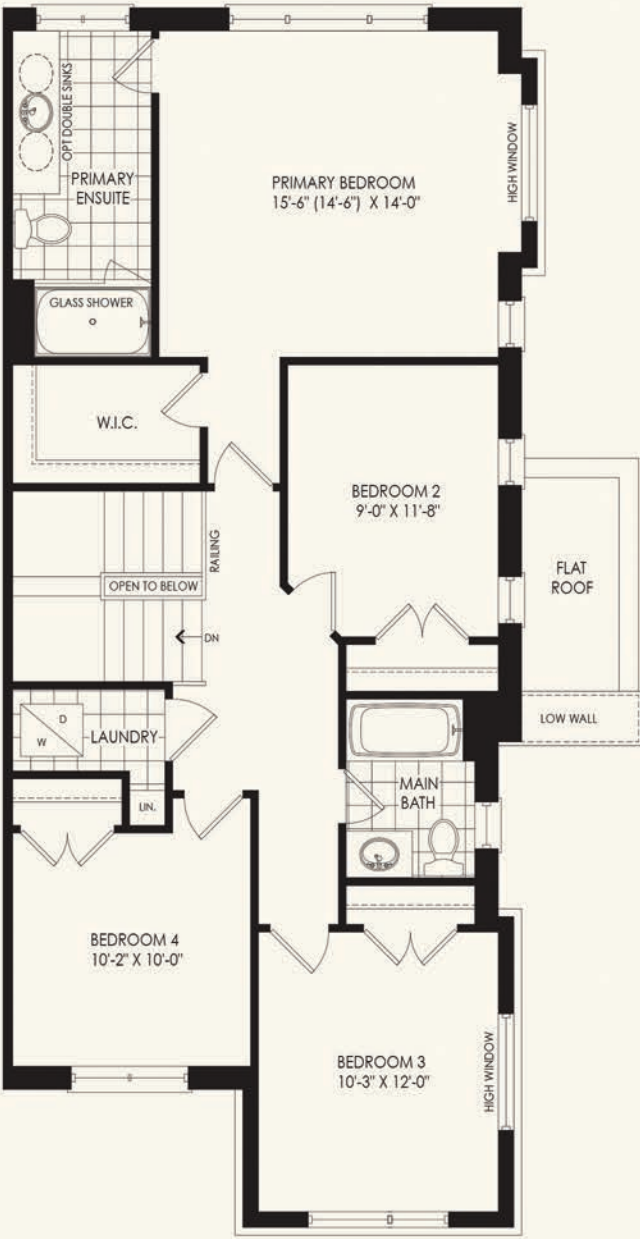 OPT DOUBLE SINKS
PRIMARY
ENSUITE
PRIMARY BEDROOM
15'-6" (14'-6") X 14'-0"
HIGH WINDOW
GLASS SHOWER
W.I.C.
BEDROOM 2
9'-0" X 11'-8"
RAILING
OPEN TO BELOW
DN
FLAT
ROOF
LOW WALL
D
W
LAUNDRY
LIN.
MAIN
BATH
BEDROOM 4
10'-2" X 10'-0"
BEDROOM 3
10'-3" X 12'-0"
HIGH WINDOW